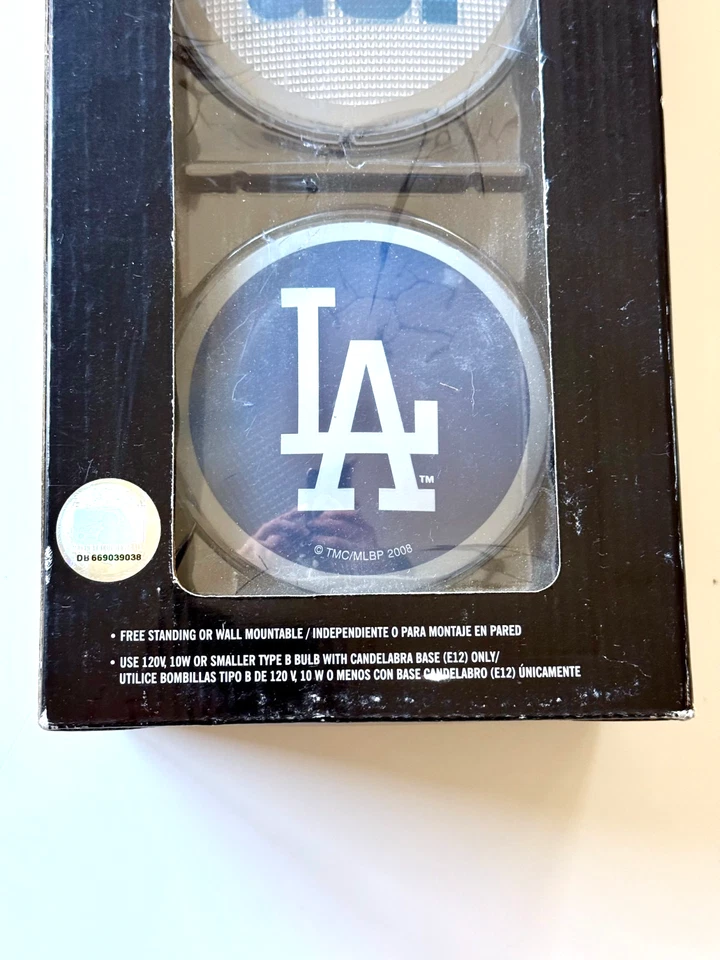 LA
TM
© TMC/MLBP 2008
DB 669039038
• FREE STANDING OR WALL MOUNTABLE / INDEPENDIENTE O PARA MONTAJE EN PARED
• USE 120V, 10W OR SMALLER TYPE B BULB WITH CANDELABRA BASE (E12) ONLY/
UTILICE BOMBILLAS TIPO B DE 120 V, 10 W O MENOS CON BASE CANDELABRO (E12) ÚNICAMENTE